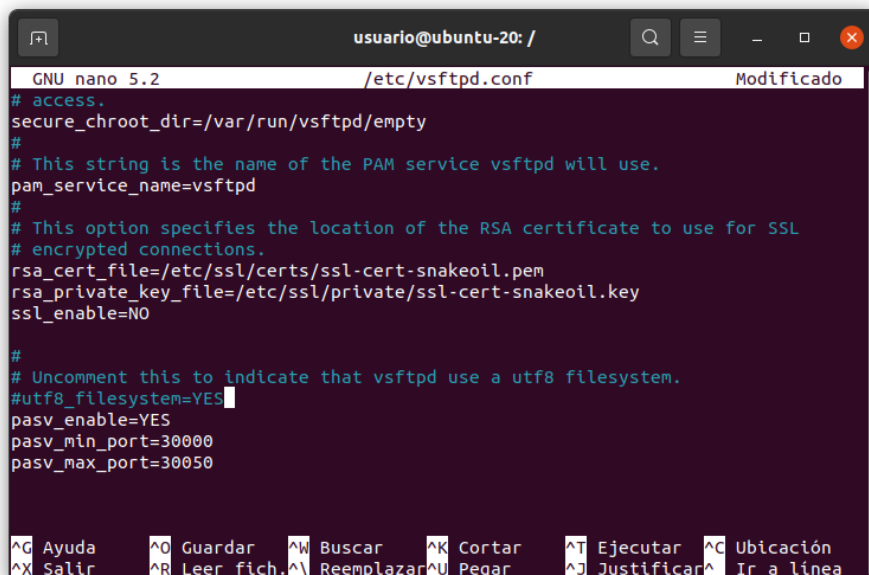 usuario@ubuntu-20: /
GNU nano 5.2 /etc/vsftpd.conf Modificado
# access.
secure_chroot_dir=/var/run/vsftpd/empty
#
# This string is the name of the PAM service vsftpd will use.
pam_service_name=vsftpd
#
# This option specifies the location of the RSA certificate to use for SSL
# encrypted connections.
rsa_cert_file=/etc/ssl/certs/ssl-cert-snakeoil.pem
rsa_private_key_file=/etc/ssl/private/ssl-cert-snakeoil.key
ssl_enable=NO
#
# Uncomment this to indicate that vsftpd use a utf8 filesystem.
#utf8_filesystem=YES
pasv_enable=YES
pasv_min_port=30000
pasv_max_port=30050
^G Ayuda ^O Guardar ^W Buscar ^K Cortar ^T Ejecutar ^C Ubicación
^X Salir ^R Leer fich.^\ Reemplazar^U Pegar ^J Justificar^_ Ir a línea